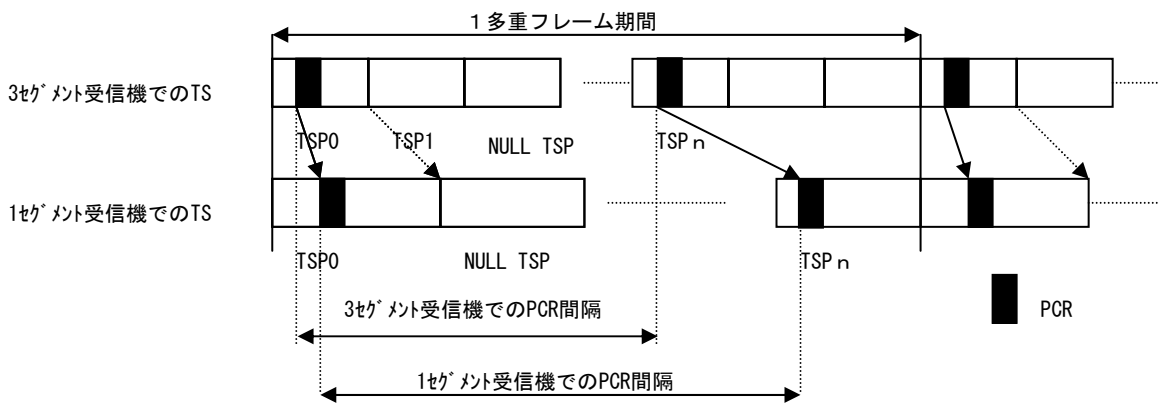 1多重フレーム期間
3ｾｸﾞﾒﾝﾄ受信機でのTS
TSP0 TSP1 NULL TSP TSPｎ
1ｾｸﾞﾒﾝﾄ受信機でのTS
TSP0 NULL TSP TSPｎ
3ｾｸﾞﾒﾝﾄ受信機でのPCR間隔
PCR
1ｾｸﾞﾒﾝﾄ受信機でのPCR間隔